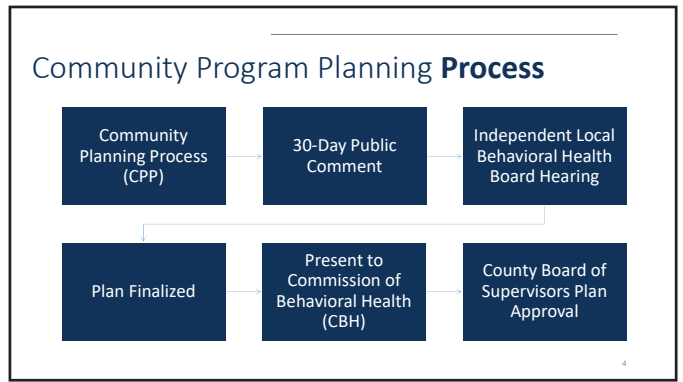 Community Program Planning Process
Community
Planning Process
(CPP)
30-Day Public
Comment
Independent Local
Behavioral Health
Board Hearing
Plan Finalized
Present to
Commission of
Behavioral Health
(CBH)
County Board of
Supervisors Plan
Approval
4